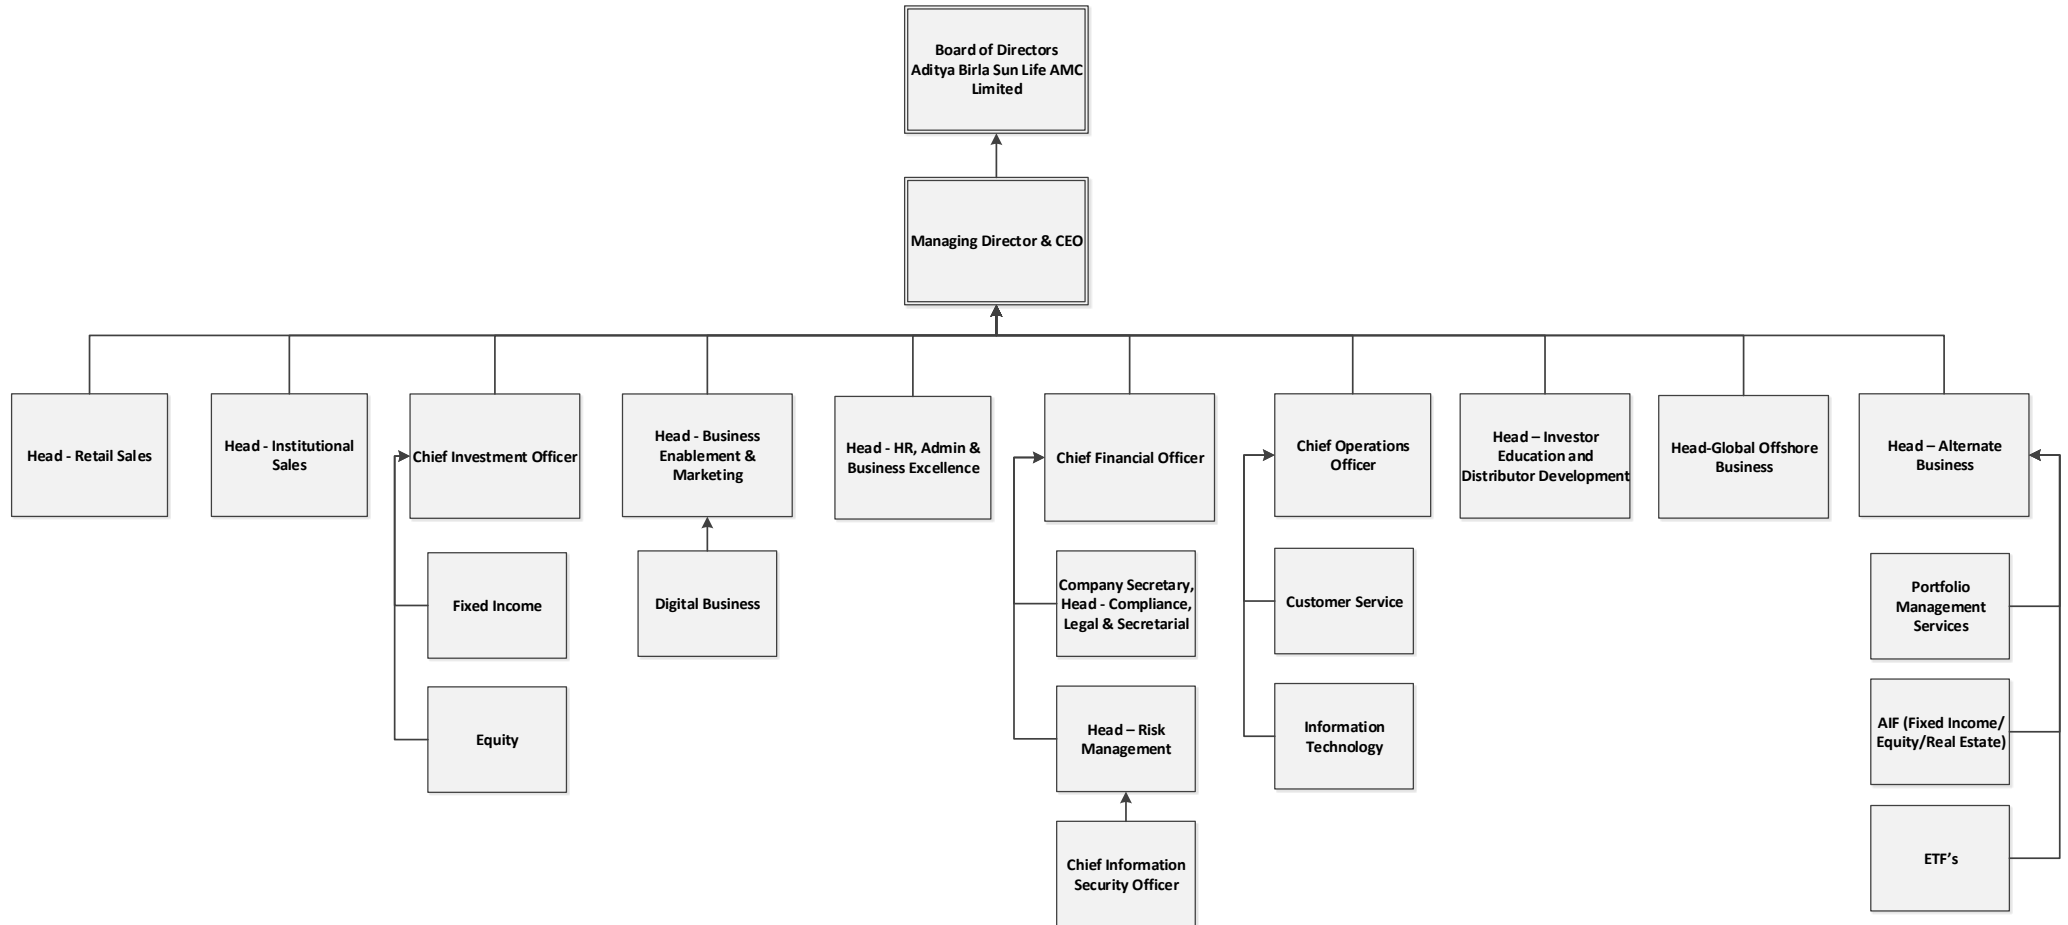 Board of Directors
Aditya Birla Sun Life AMC
Limited
Managing Director & CEO
Head - Retail Sales
Head - Institutional
Sales
Chief Investment Officer
Head - Business
Enablement &
Marketing
Head - HR, Admin &
Business Excellence
Chief Financial Officer
Chief Operations
Officer
Head – Investor
Education and
Distributor Development
Head-Global Offshore
Business
Head – Alternate
Business
Fixed Income
Digital Business
Company Secretary,
Head - Compliance,
Legal & Secretarial
Customer Service
Portfolio
Management
Services
Equity
Head – Risk
Management
Information
Technology
AIF (Fixed Income/
Equity/Real Estate)
Chief Information
Security Officer
ETF’s